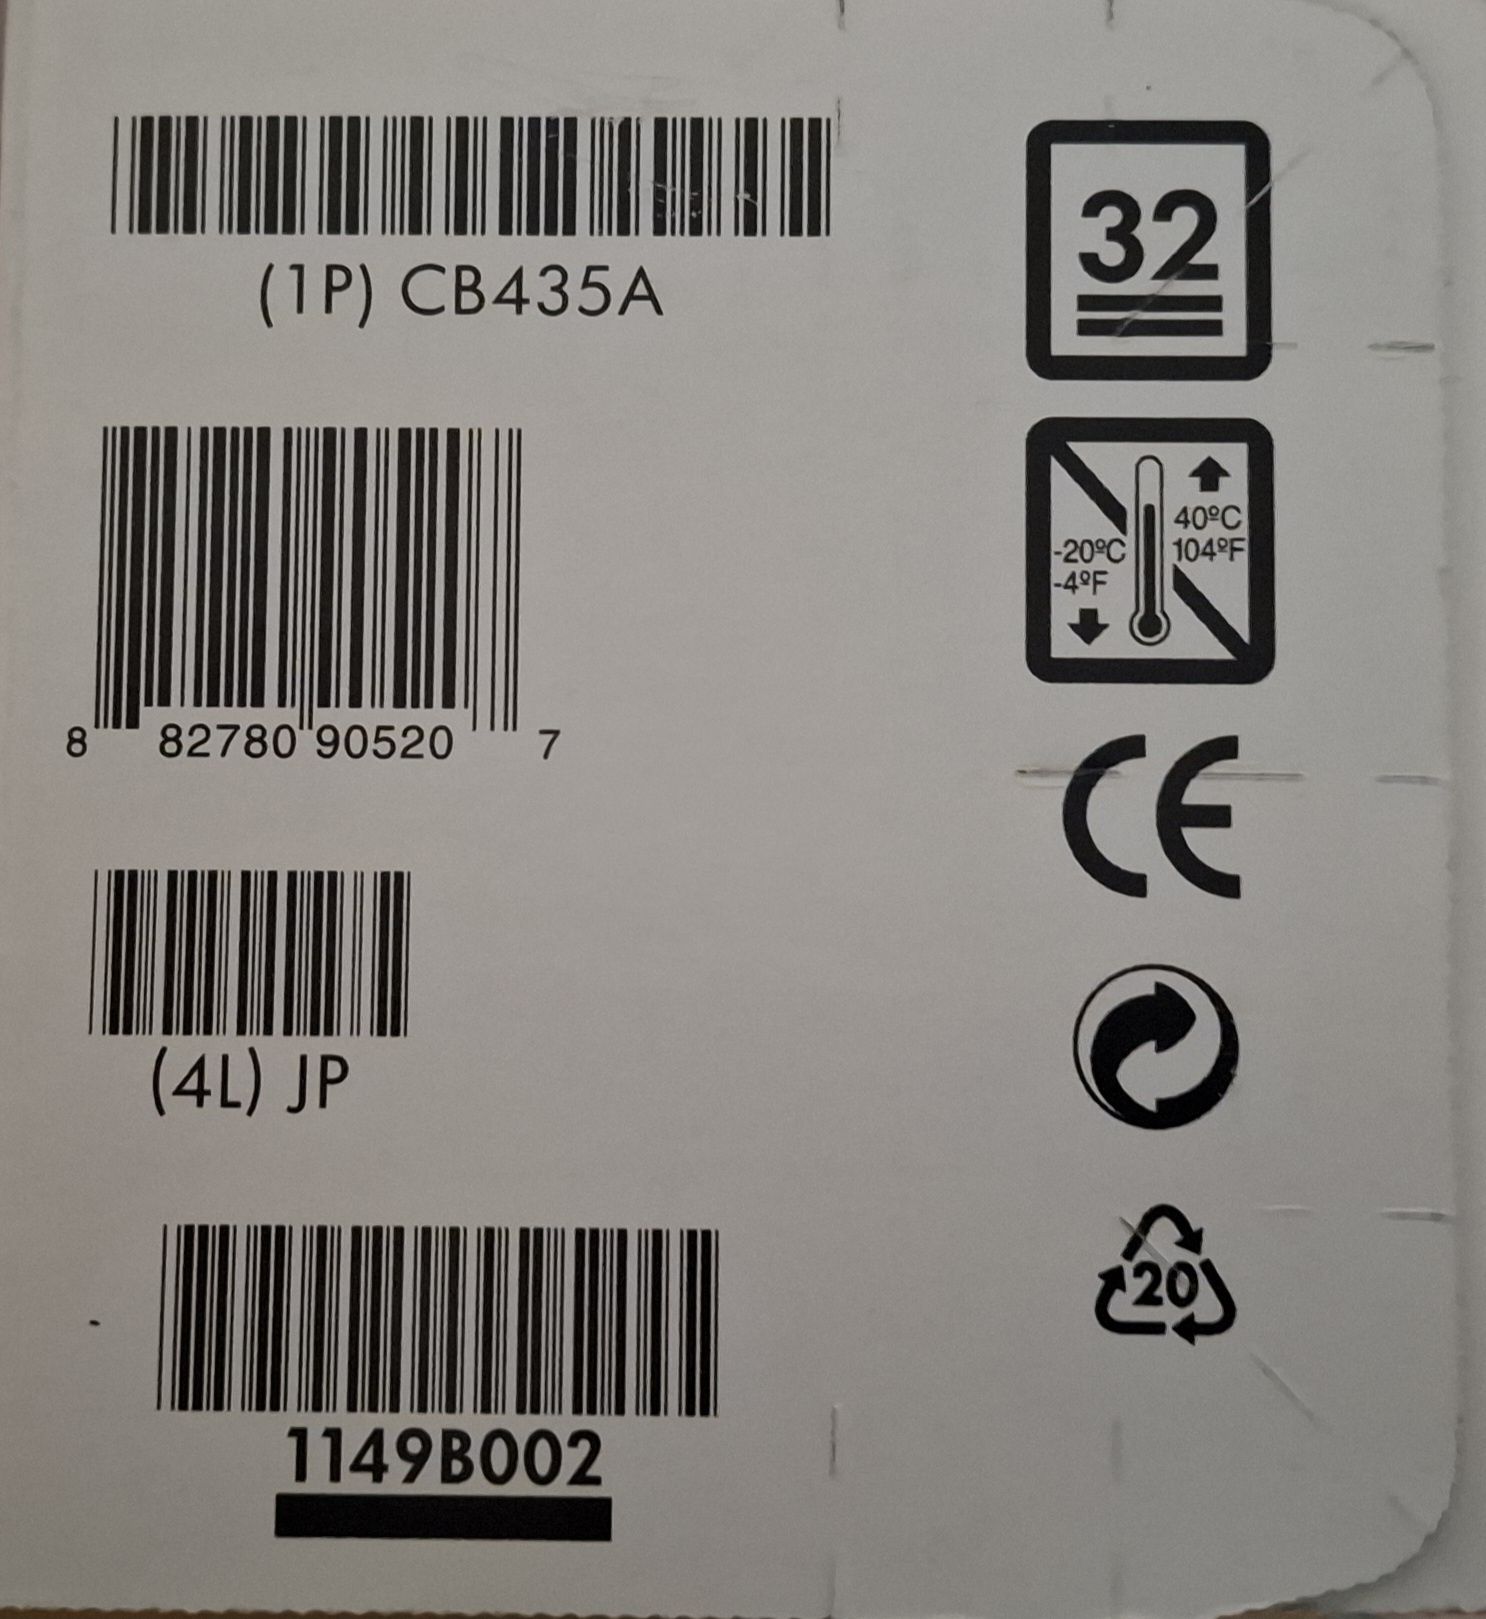 (1P) CB435A
8 82780 90520 7
(4L) JP
1149B002
32
40ºC
-20ºC 104ºF
-4ºF
CE
20